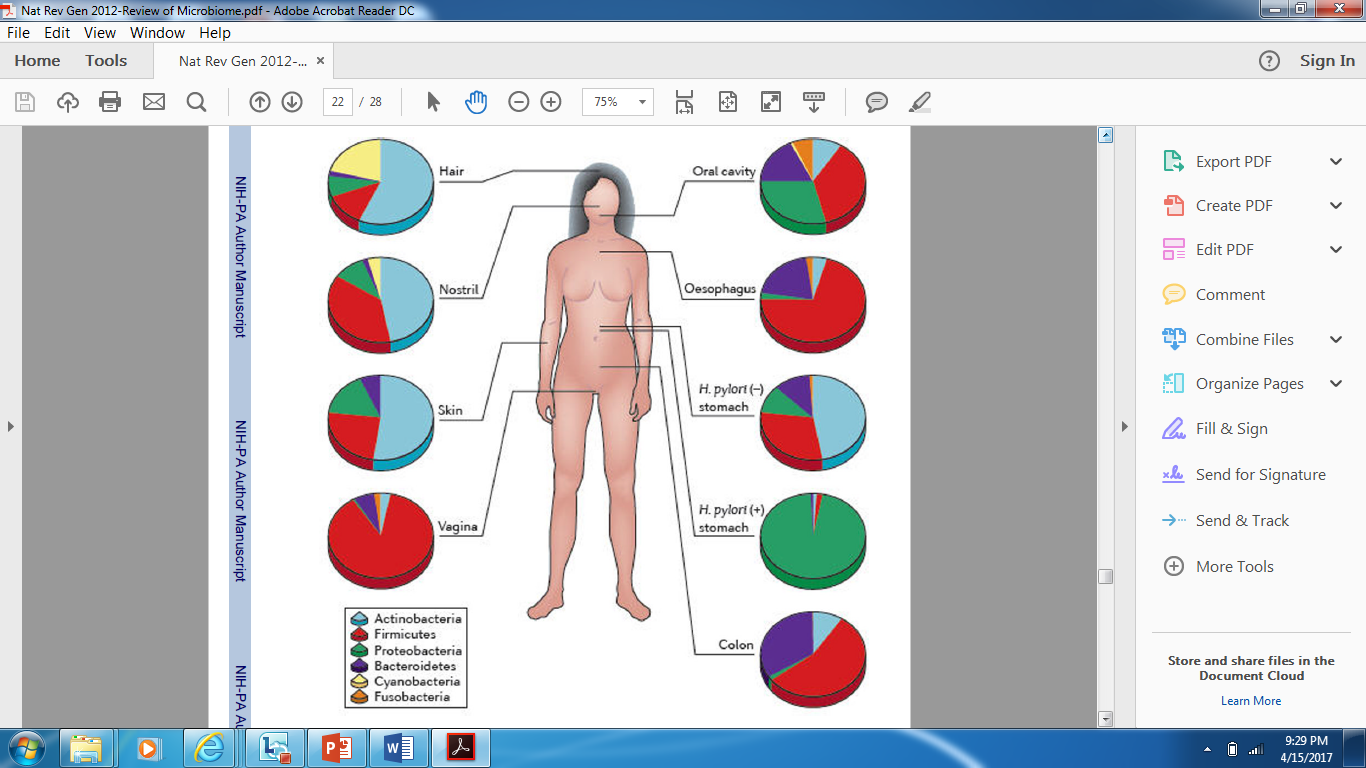 Nat Rev Gen 2012-Review of Microbiome.pdf - Adobe Acrobat Reader DC
File Edit View Window Help
Home Tools Nat Rev Gen 2012-... × ? Sign In
22 / 28 75%
NIH-PA Author Manuscript
NIH-PA Author Manuscript
NIH-PA Au
Hair
Nostril
Skin
Vagina
Oral cavity
Oesophagus
H. pylori (–)
stomach
H. pylori (+)
stomach
Colon
Actinobacteria
Firmicutes
Proteobacteria
Bacteroidetes
Cyanobacteria
Fusobacteria
Export PDF
Create PDF
Edit PDF
Comment
Combine Files
Organize Pages
Fill & Sign
Send for Signature
Send & Track
More Tools
Store and share files in the
Document Cloud
Learn More
9:29 PM
4/15/2017